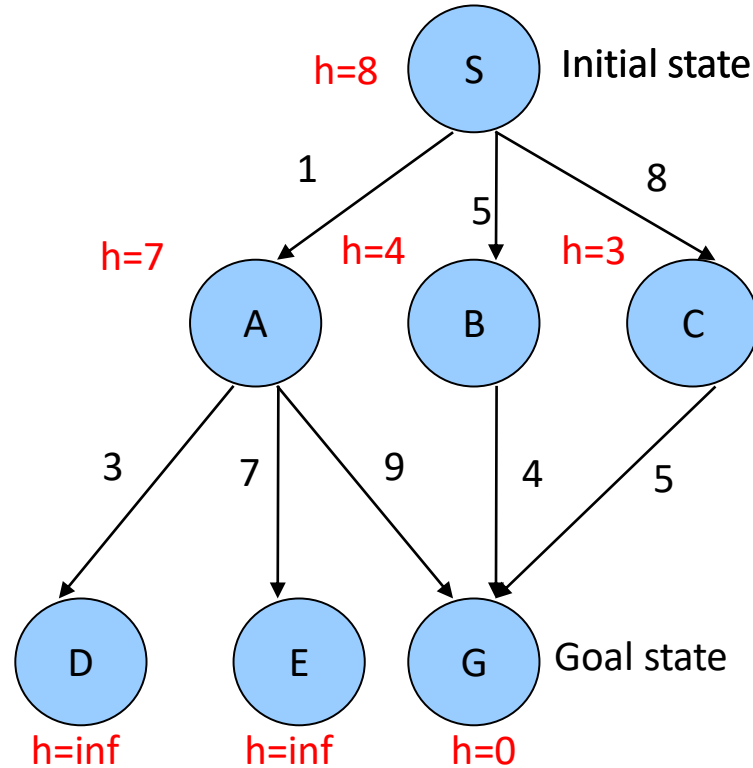 S
Initial state
h=8
1
5
8
h=7
h=4
h=3
A
B
C
3
7
9
4
5
D
E
G
Goal state
h=inf
h=inf
h=0